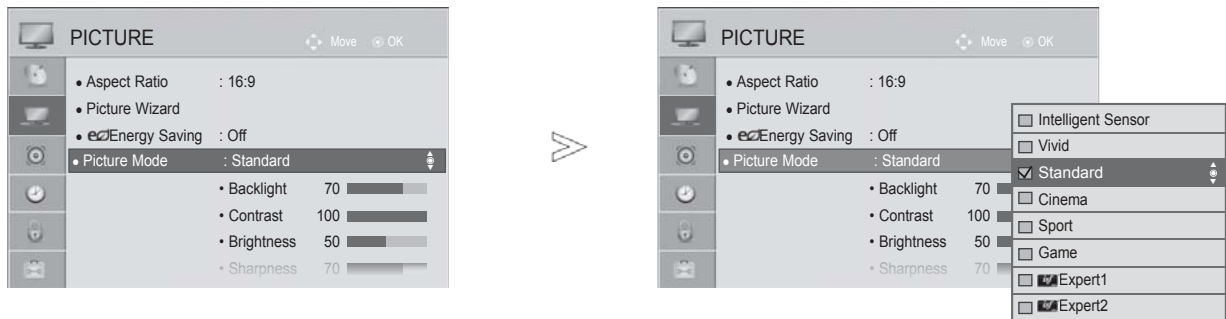 PICTURE
Move OK
• Aspect Ratio : 16:9
• Picture Wizard
• eco Energy Saving : Off
• Picture Mode : Standard
• Backlight 70
• Contrast 100
• Brightness 50
• Sharpness 70
PICTURE
Move OK
• Aspect Ratio : 16:9
• Picture Wizard
• eco Energy Saving : Off
• Picture Mode : Standard
• Backlight 70
• Contrast 100
• Brightness 50
• Sharpness 70
Intelligent Sensor
Vivid
Standard
Cinema
Sport
Game
Expert1
Expert2